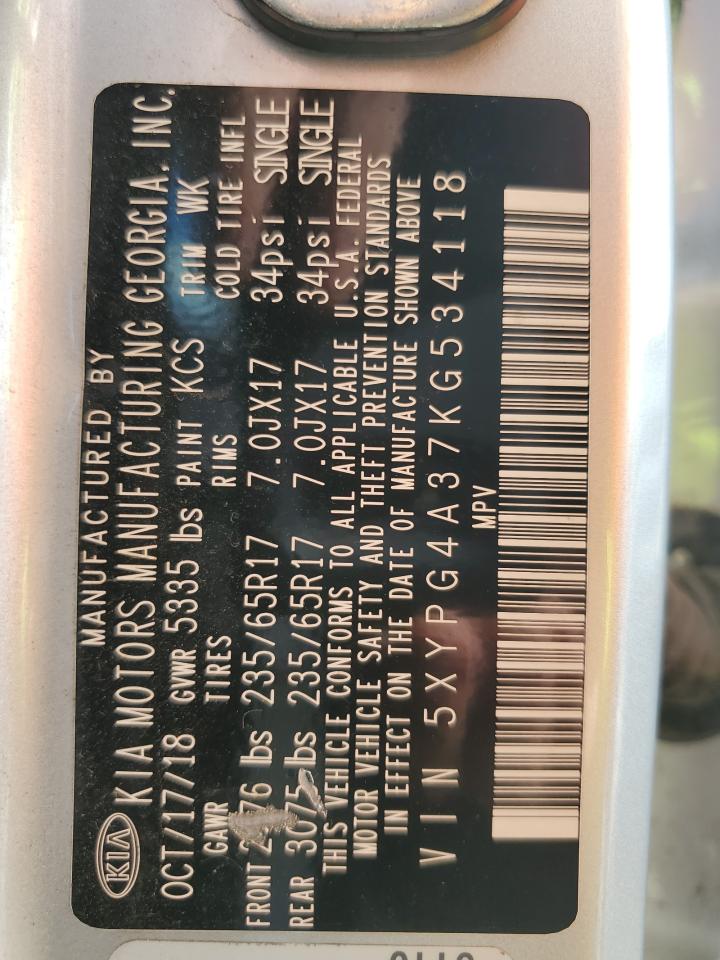 MANUFACTURED BY
KIA KIA MOTORS MANUFACTURING GEORGIA, INC.
OCT/17/18 GVWR 5335 lbs PAINT KCS TRIM WK
GAWR TIRES RIMS COLD TIRE INFL
FRONT lbs 235/65R17 7.0JX17 34psi SINGLE
REAR 3075 lbs 235/65R17 7.0JX17 34psi SINGLE
THIS VEHICLE CONFORMS TO ALL APPLICABLE U.S.A. FEDERAL
MOTOR VEHICLE SAFETY AND THEFT PREVENTION STANDARDS
IN EFFECT ON THE DATE OF MANUFACTURE SHOWN ABOVE
VIN 5XYPG4A37KG534118
MPV